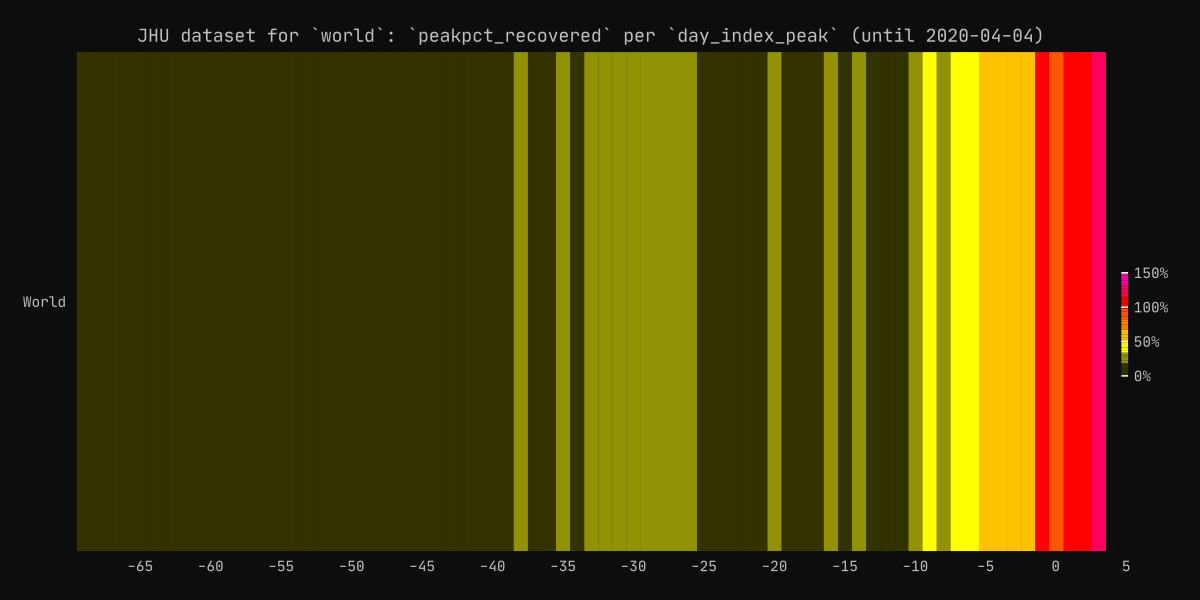 JHU dataset for `world`: `peakpct_recovered` per `day_index_peak` (until 2020-04-04)
World
150%
100%
50%
0%
-65 -60 -55 -50 -45 -40 -35 -30 -25 -20 -15 -10 -5 0 5